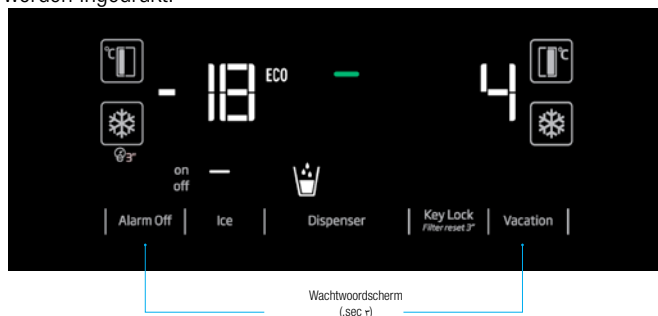 worden ingedrukt.
°C °C
- 18 ECO 4
3"
on
off
Alarm Off Ice Dispenser Key Lock Vacation
Filter reset 3"
Wachtwoordscherm
(.sec ٣)